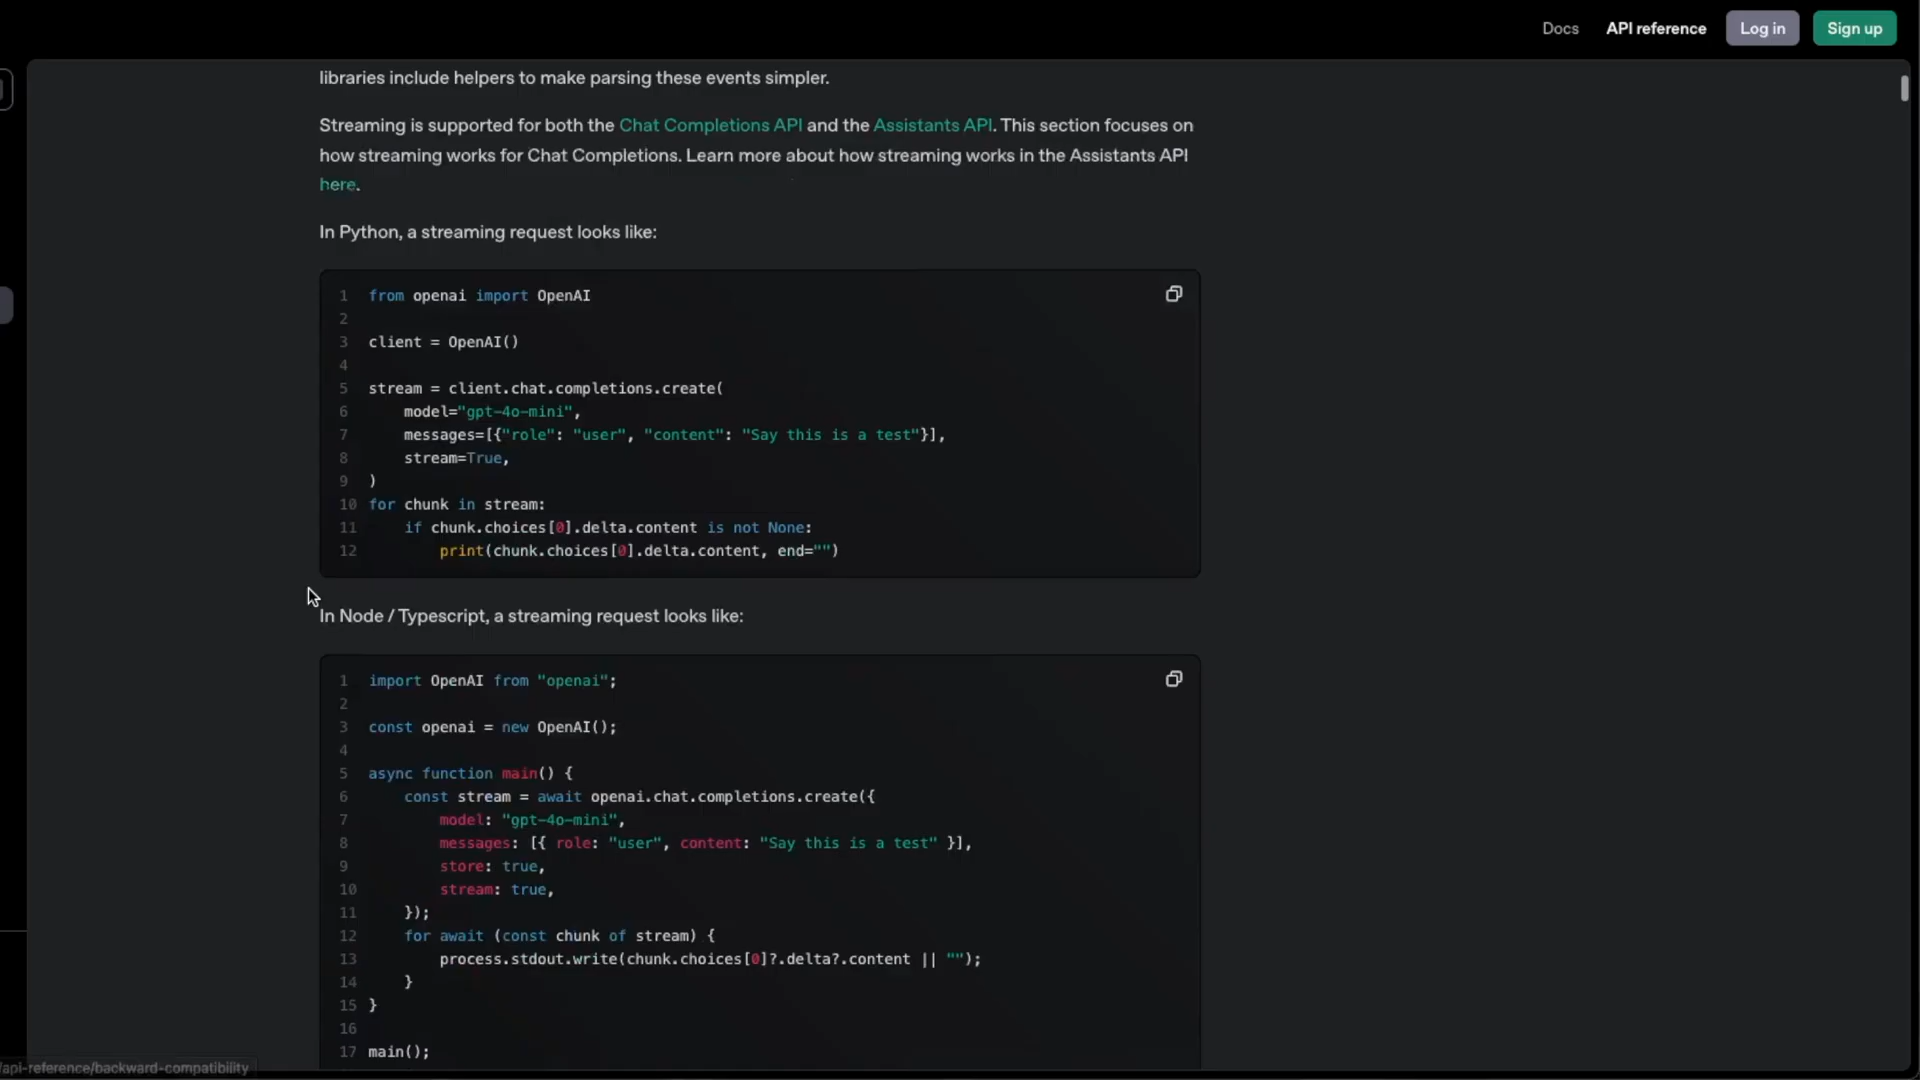 Docs API reference Log in Sign up
libraries include helpers to make parsing these events simpler.
Streaming is supported for both the Chat Completions API and the Assistants API. This section focuses on
how streaming works for Chat Completions. Learn more about how streaming works in the Assistants API
here.
In Python, a streaming request looks like:
1 from openai import OpenAI
2
3 client = OpenAI()
4
5 stream = client.chat.completions.create(
6     model="gpt-4o-mini",
7     messages=[{"role": "user", "content": "Say this is a test"}],
8     stream=True,
9 )
10 for chunk in stream:
11     if chunk.choices[0].delta.content is not None:
12         print(chunk.choices[0].delta.content, end="")
In Node / Typescript, a streaming request looks like:
1 import OpenAI from "openai";
2
3 const openai = new OpenAI();
4
5 async function main() {
6     const stream = await openai.chat.completions.create({
7         model: "gpt-4o-mini",
8         messages: [{ role: "user", content: "Say this is a test" }],
9         store: true,
10         stream: true,
11     });
12     for await (const chunk of stream) {
13         process.stdout.write(chunk.choices[0]?.delta?.content || "");
14     }
15 }
16
17 main();
/api-reference/backward-compatibility